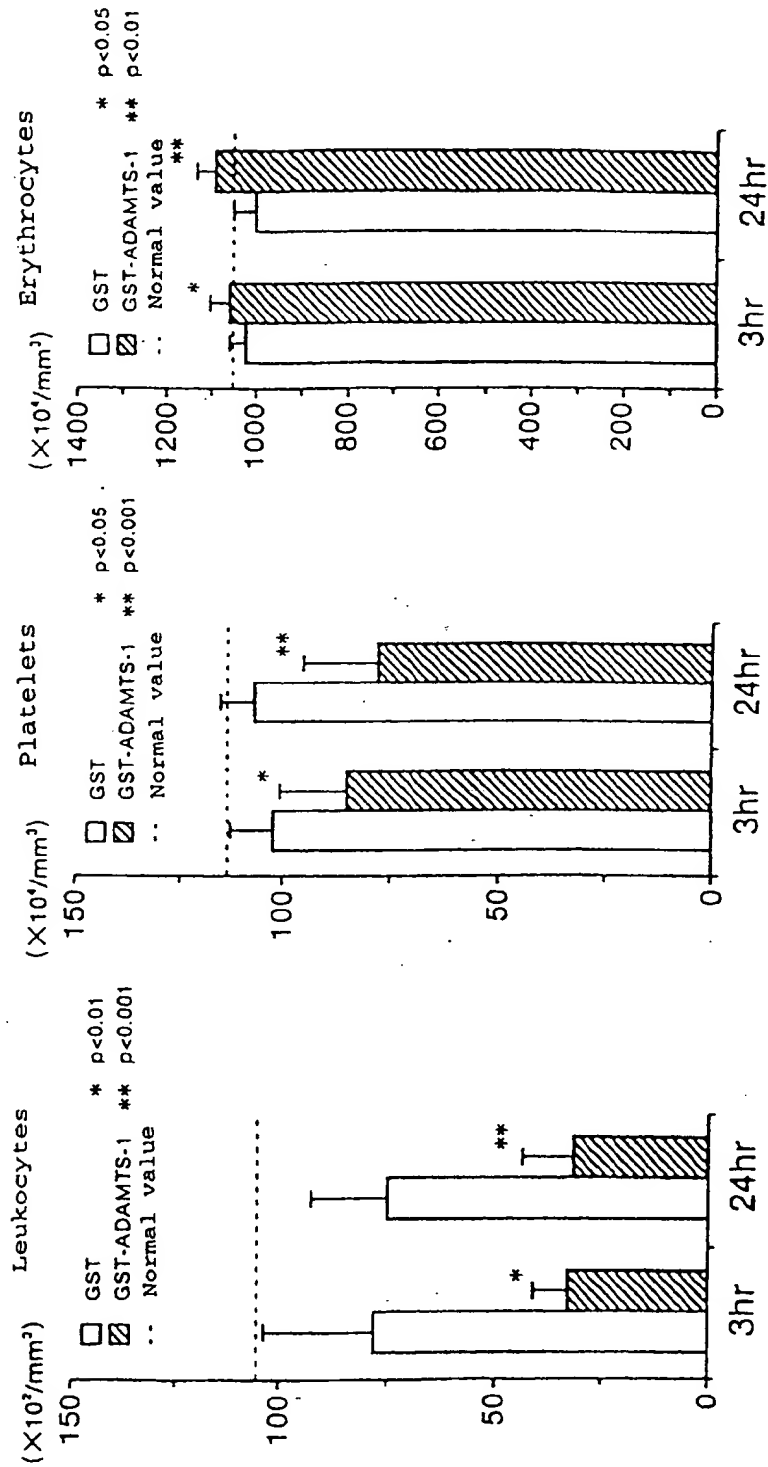 Leukocytes
(X10²/mm³)
GST
* p<0.01
GST-ADAMTS-1
** p<0.001
Normal value
150
100
50
0
3hr
24hr
*
**
Platelets
(X10⁴/mm³)
GST
* p<0.05
GST-ADAMTS-1
** p<0.001
Normal value
150
100
50
0
3hr
24hr
*
**
Erythrocytes
(X10⁴/mm³)
GST
* p<0.05
GST-ADAMTS-1
** p<0.01
Normal value
1400
1200
1000
800
600
400
200
0
3hr
24hr
*
**